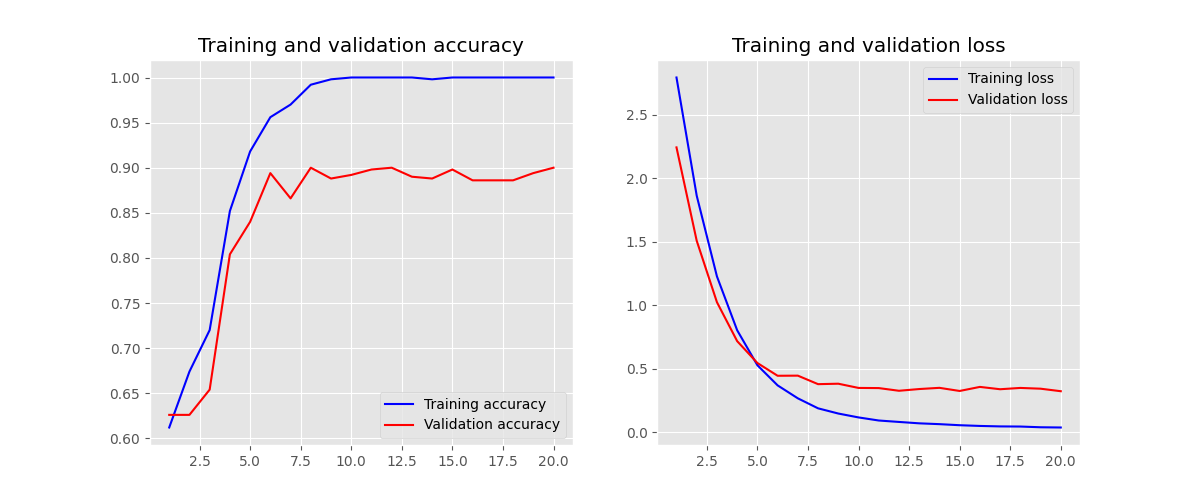 Training and validation accuracy
1.00
0.95
0.90
0.85
0.80
0.75
0.70
0.65
0.60
Training accuracy
Validation accuracy
2.5 5.0 7.5 10.0 12.5 15.0 17.5 20.0
Training and validation loss
Training loss
Validation loss
2.5
2.0
1.5
1.0
0.5
0.0
2.5 5.0 7.5 10.0 12.5 15.0 17.5 20.0